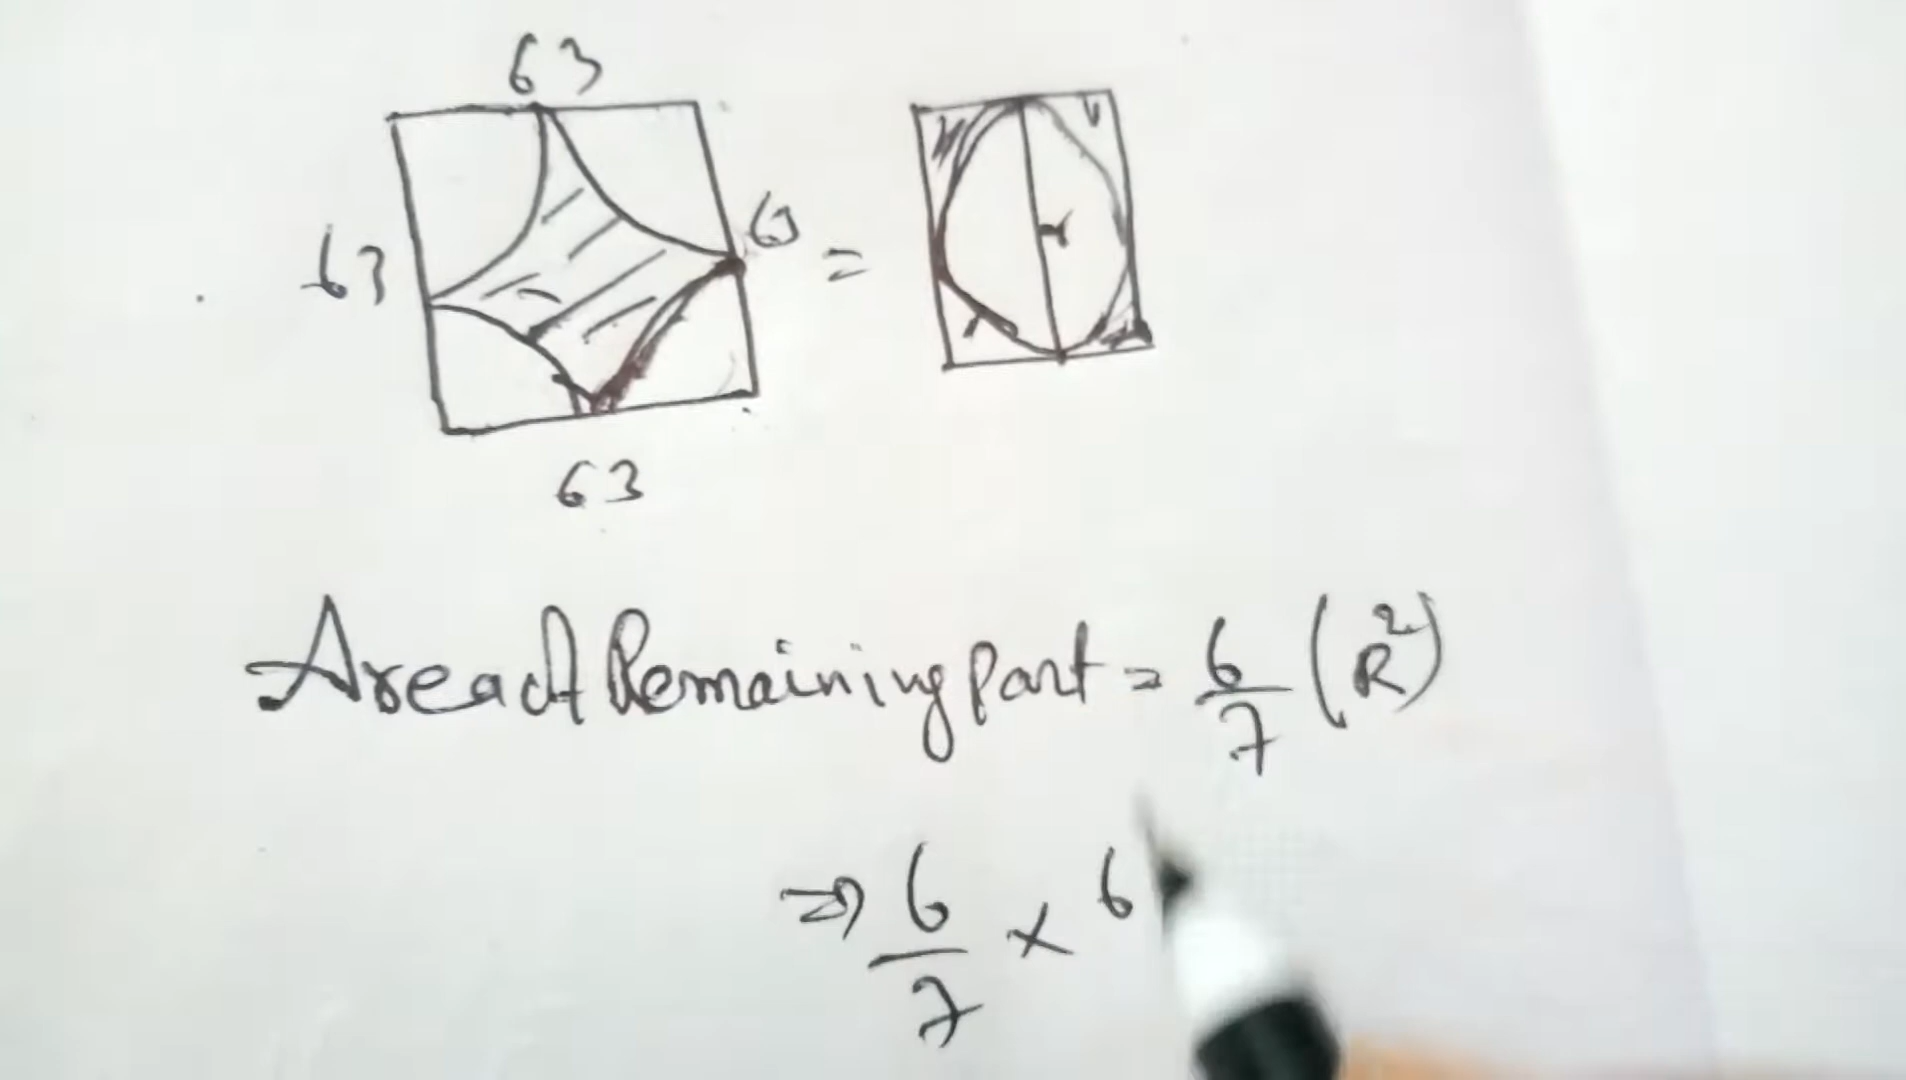 63
63
63
=
r
63
Area of Remaining part = 6/7 (R²)
⇒ 6/7 × 6